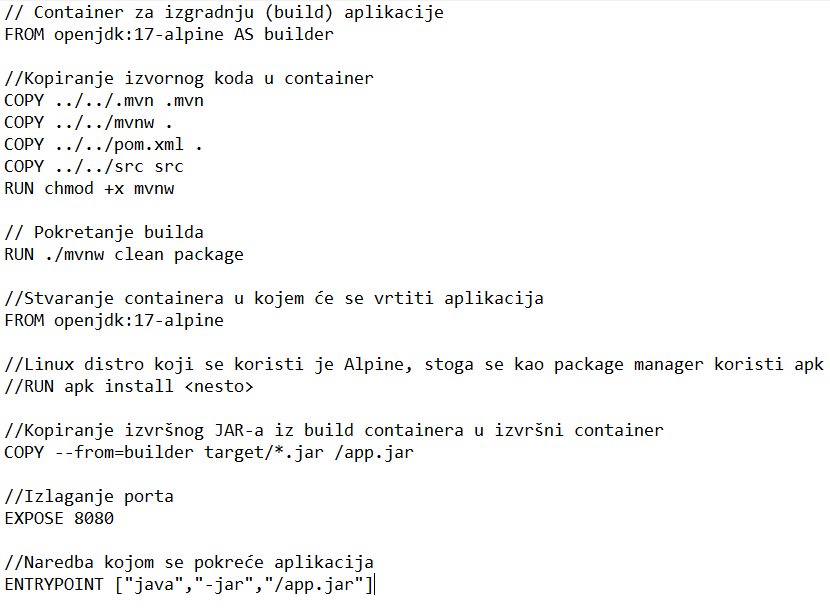 // Container za izgradnju (build) aplikacije
FROM openjdk:17-alpine AS builder

//Kopiranje izvornog koda u container
COPY ../../.mvn .mvn
COPY ../../mvnw .
COPY ../../pom.xml .
COPY ../../src src
RUN chmod +x mvnw

// Pokretanje builda
RUN ./mvnw clean package

//Stvaranje containera u kojem će se vrtiti aplikacija
FROM openjdk:17-alpine

//Linux distro koji se koristi je Alpine, stoga se kao package manager koristi apk
//RUN apk install <nesto>

//Kopiranje izvršnog JAR-a iz build containera u izvršni container
COPY --from=builder target/*.jar /app.jar

//Izlaganje porta
EXPOSE 8080

//Naredba kojom se pokreće aplikacija
ENTRYPOINT ["java","-jar","/app.jar"]